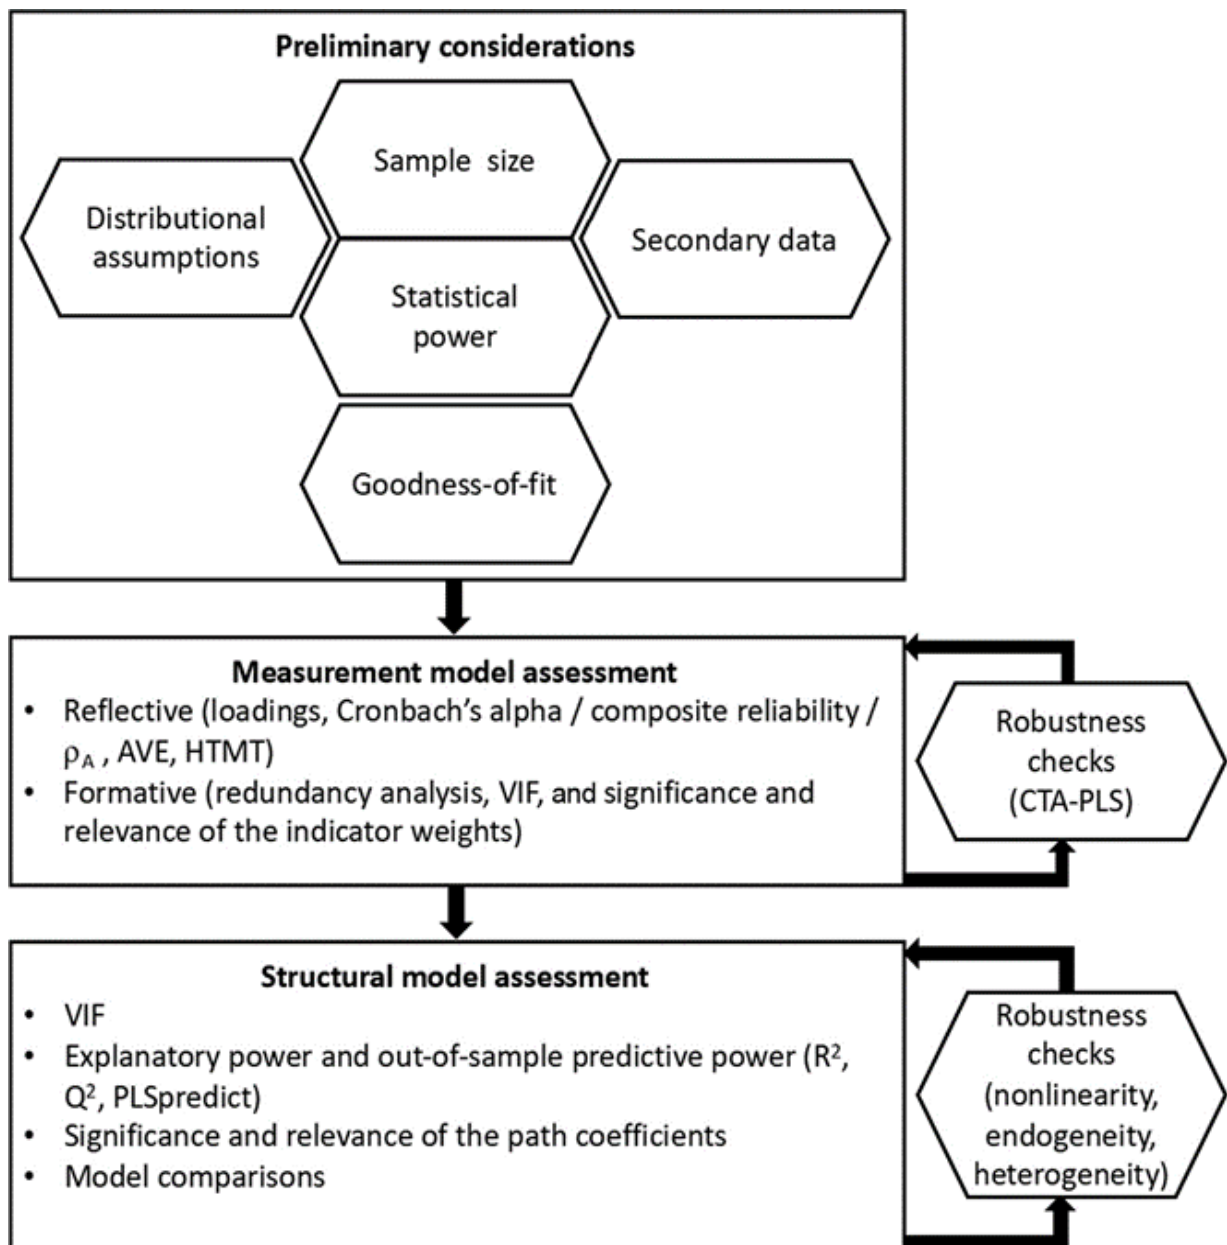 Preliminary considerations
Sample size
Distributional
assumptions
Secondary data
Statistical
power
Goodness-of-fit
Measurement model assessment
• Reflective (loadings, Cronbach’s alpha / composite reliability /
ρA , AVE, HTMT)
• Formative (redundancy analysis, VIF, and significance and
relevance of the indicator weights)
Robustness
checks
(CTA-PLS)
Structural model assessment
• VIF
• Explanatory power and out-of-sample predictive power (R²,
Q², PLSpredict)
• Significance and relevance of the path coefficients
• Model comparisons
Robustness
checks
(nonlinearity,
endogeneity,
heterogeneity)